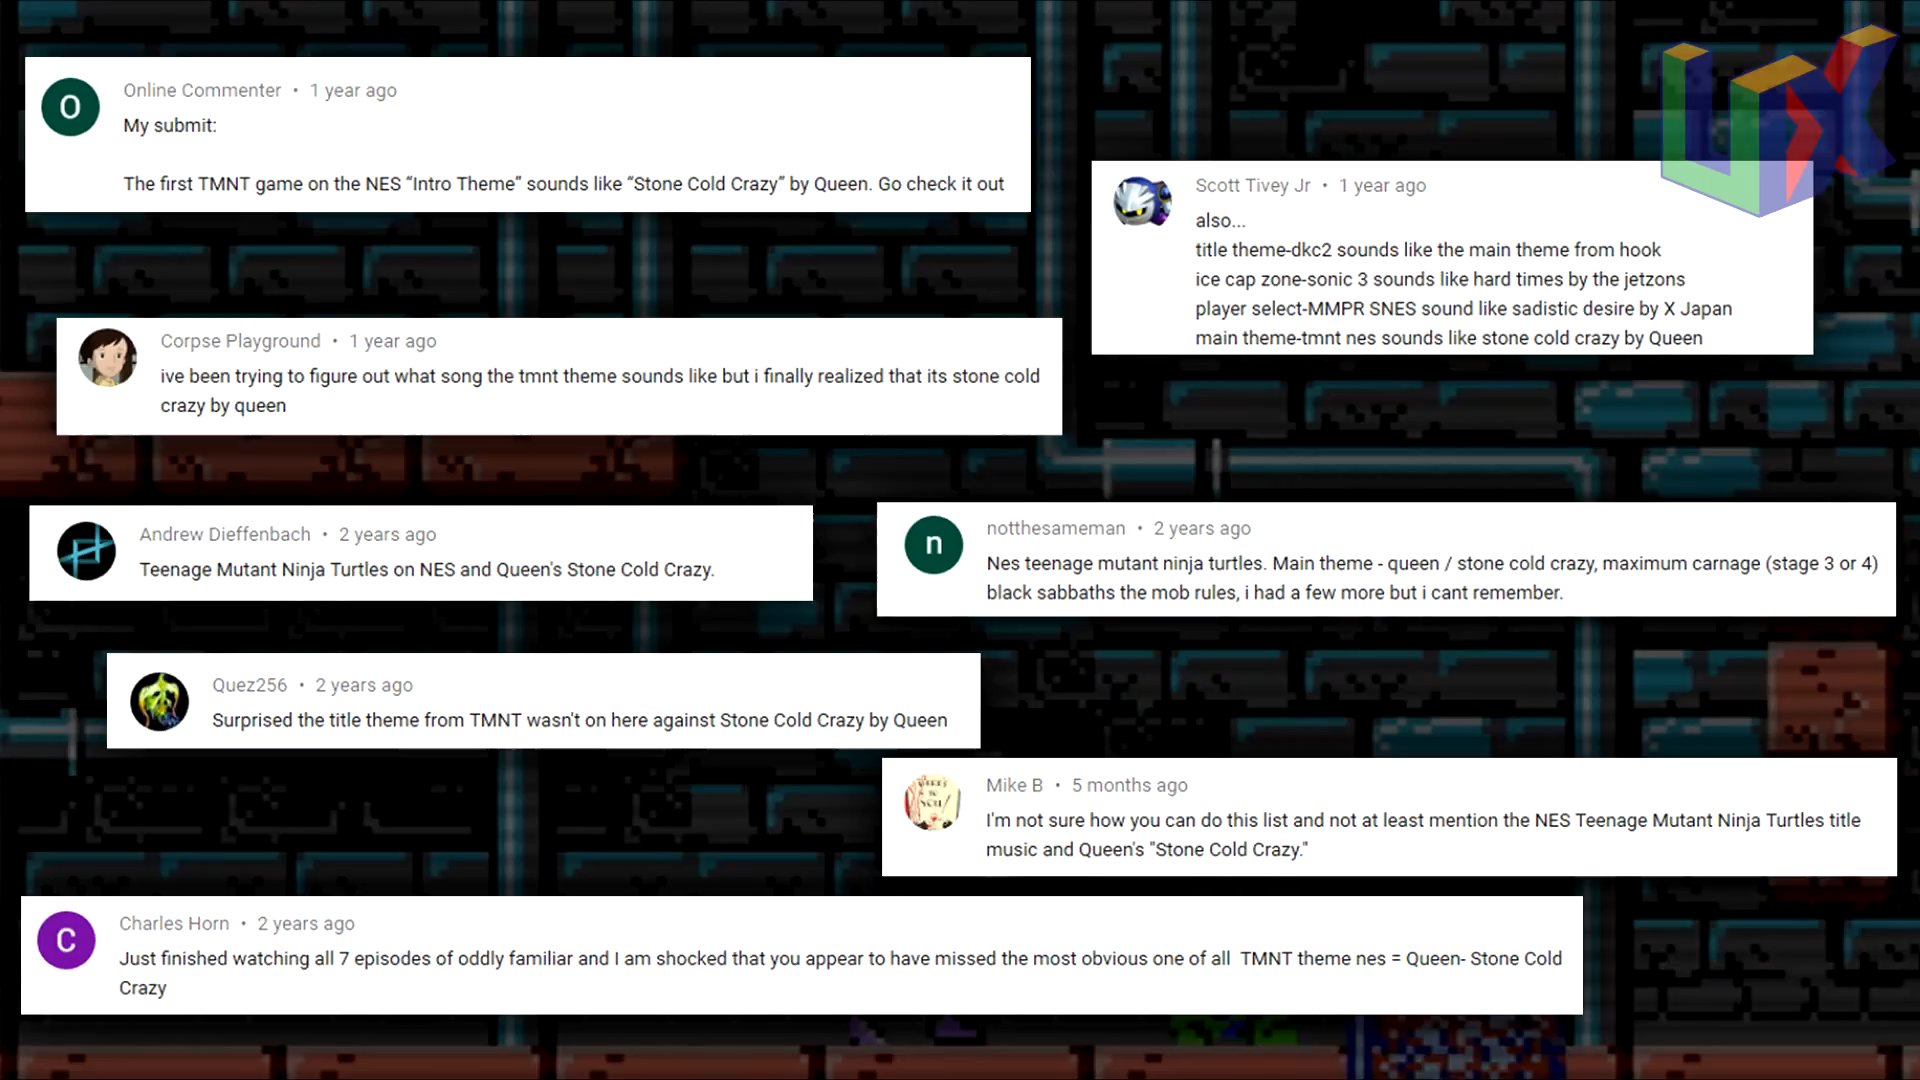 O
Online Commenter • 1 year ago
My submit:
The first TMNT game on the NES “Intro Theme” sounds like “Stone Cold Crazy” by Queen. Go check it out
UX
Scott Tivey Jr • 1 year ago
also...
title theme-dkc2 sounds like the main theme from hook
ice cap zone-sonic 3 sounds like hard times by the jetzons
player select-MMPR SNES sound like sadistic desire by X Japan
main theme-tmnt nes sounds like stone cold crazy by Queen
Corpse Playground • 1 year ago
ive been trying to figure out what song the tmnt theme sounds like but i finally realized that its stone cold
crazy by queen
Andrew Dieffenbach • 2 years ago
Teenage Mutant Ninja Turtles on NES and Queen's Stone Cold Crazy.
n
notthesameman • 2 years ago
Nes teenage mutant ninja turtles. Main theme - queen / stone cold crazy, maximum carnage (stage 3 or 4)
black sabbaths the mob rules, i had a few more but i cant remember.
Quez256 • 2 years ago
Surprised the title theme from TMNT wasn't on here against Stone Cold Crazy by Queen
Mike B • 5 months ago
I'm not sure how you can do this list and not at least mention the NES Teenage Mutant Ninja Turtles title
music and Queen's "Stone Cold Crazy."
C
Charles Horn • 2 years ago
Just finished watching all 7 episodes of oddly familiar and I am shocked that you appear to have missed the most obvious one of all  TMNT theme nes = Queen- Stone Cold
Crazy